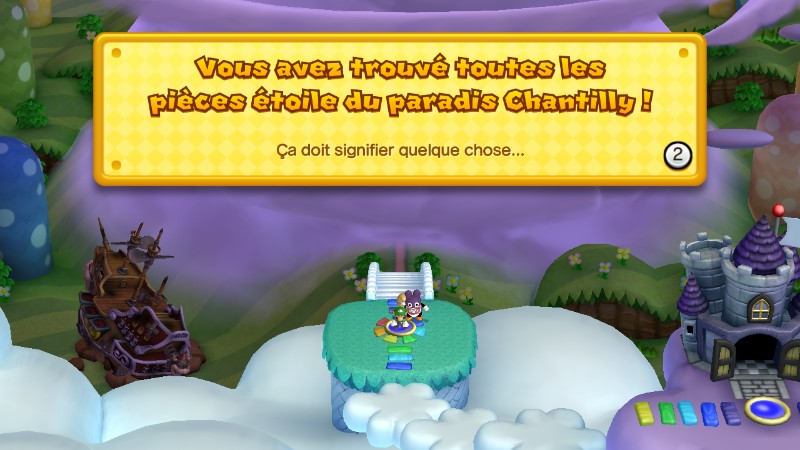 Vous avez trouvé toutes les
pièces étoile du paradis Chantilly !
Ça doit signifier quelque chose...
2